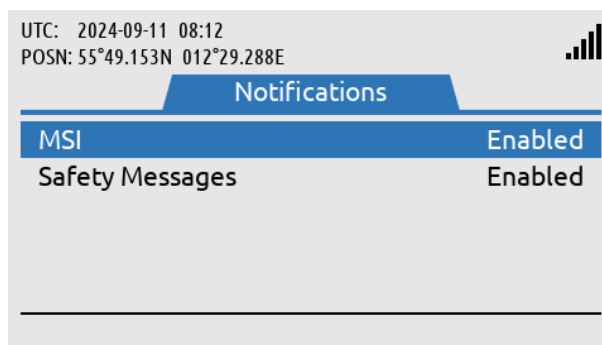 UTC: 2024-09-11 08:12
POSN: 55°49.153N 012°29.288E
Notifications
MSI Enabled
Safety Messages Enabled